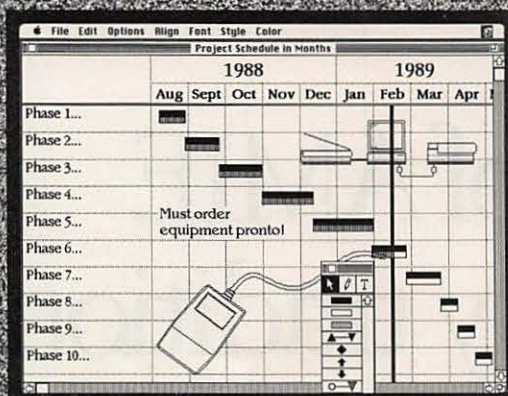 File Edit Options Align Font Style Color
Project Schedule in Months
1988 1989
Aug Sept Oct Nov Dec Jan Feb Mar Apr
Phase 1...
Phase 2...
Phase 3...
Phase 4...
Phase 5...
Must order
equipment pronto!
Phase 6...
Phase 7...
T
Phase 8...
Phase 9...
Phase 10...